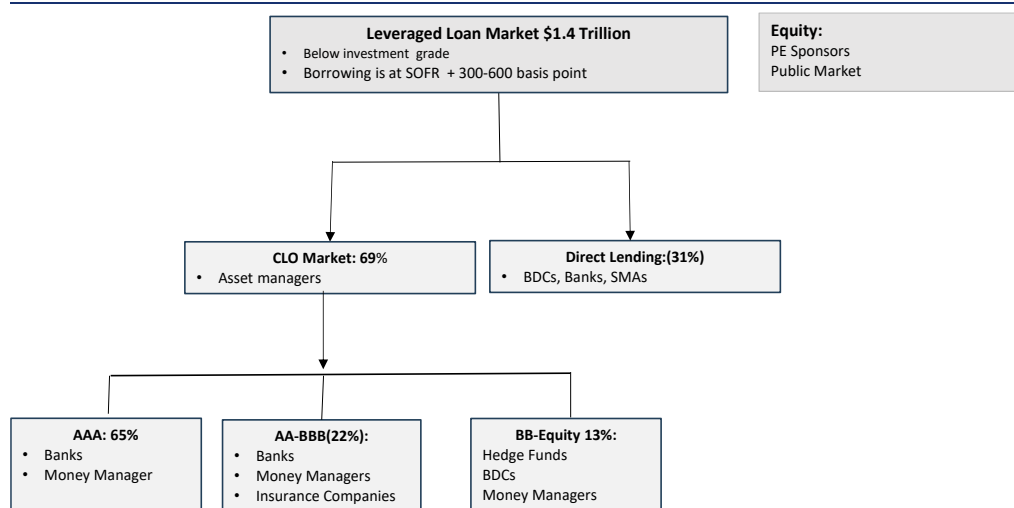 Leveraged Loan Market $1.4 Trillion
• Below investment grade
• Borrowing is at SOFR + 300-600 basis point
Equity:
PE Sponsors
Public Market
CLO Market: 69%
• Asset managers
Direct Lending:(31%)
• BDCs, Banks, SMAs
AAA: 65%
• Banks
• Money Manager
AA-BBB(22%):
• Banks
• Money Managers
• Insurance Companies
BB-Equity 13%:
Hedge Funds
BDCs
Money Managers